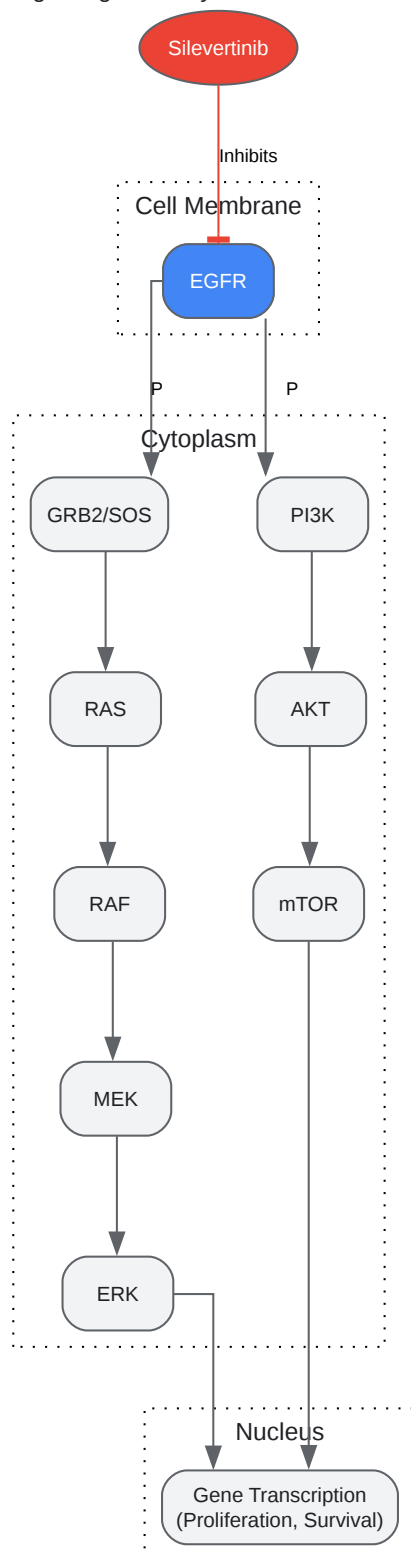 Silevertinib
Inhibits
Cell Membrane
EGFR
P
P
Cytoplasm
GRB2/SOS
PI3K
RAS
AKT
RAF
mTOR
MEK
ERK
Nucleus
Gene Transcription
(Proliferation, Survival)